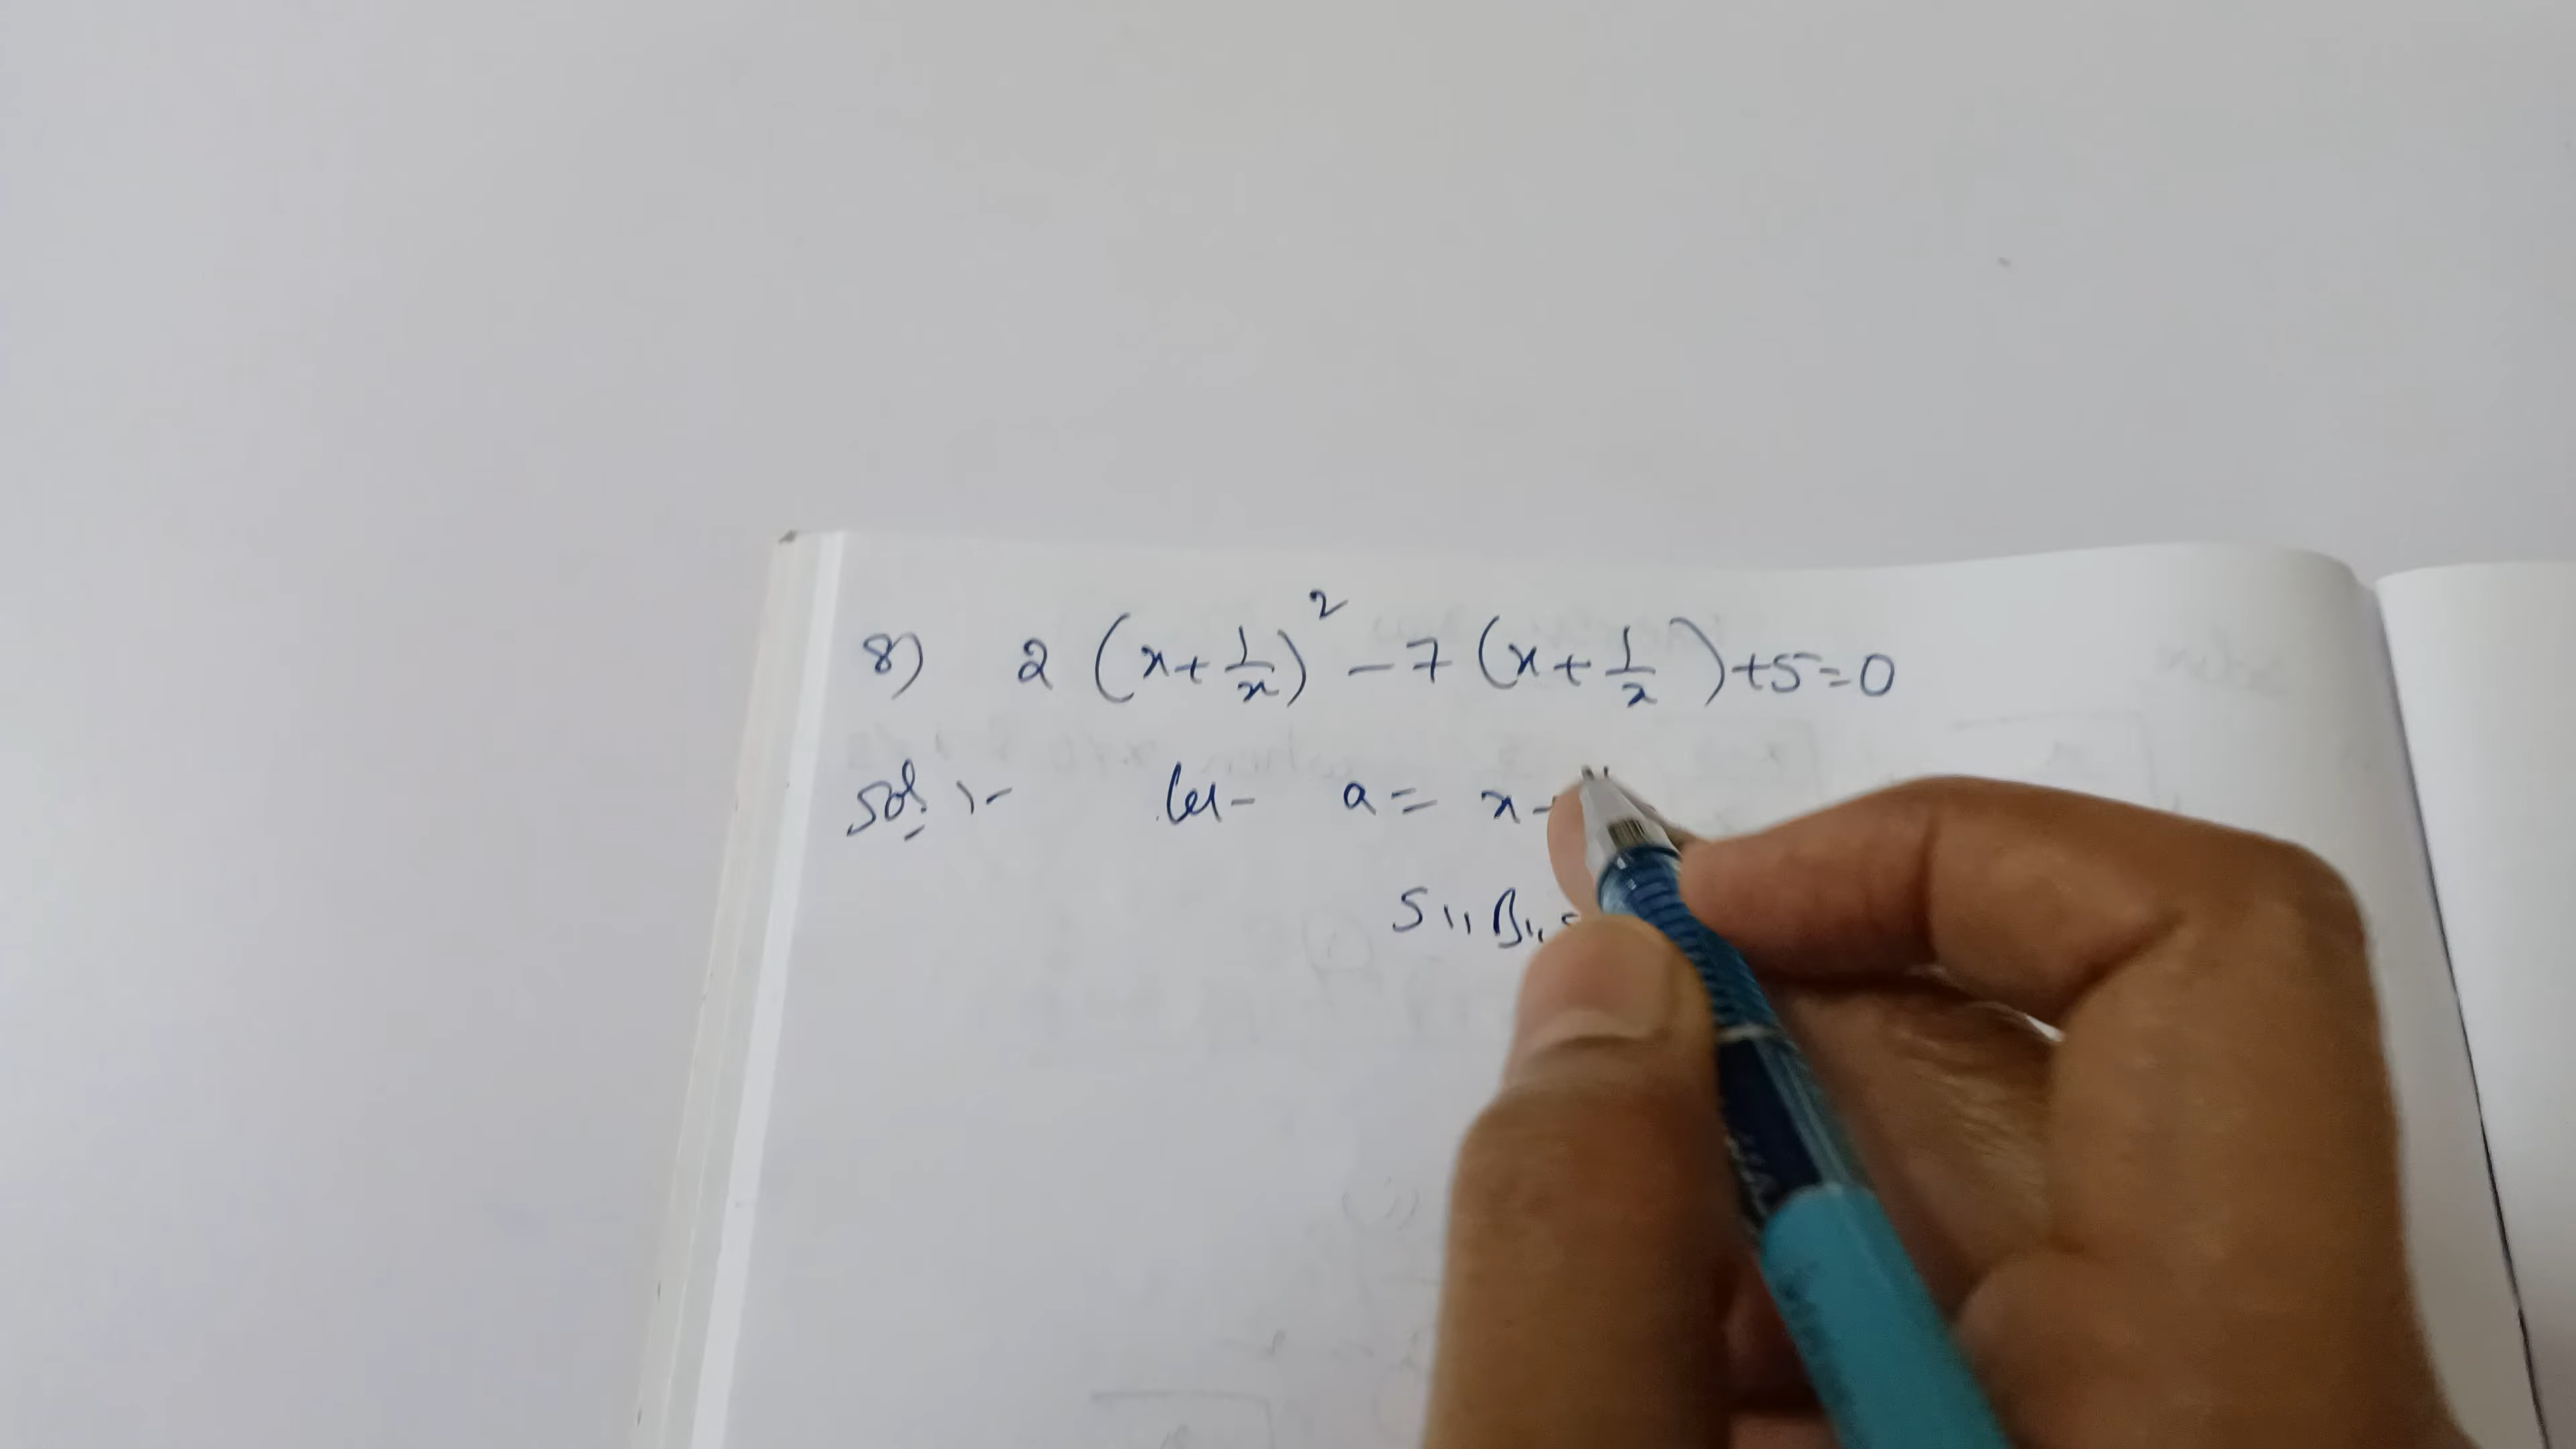 8) 2 (x+1/x)² -7 (x+1/x)+5=0
Sol :- let a = x+
S.B.S